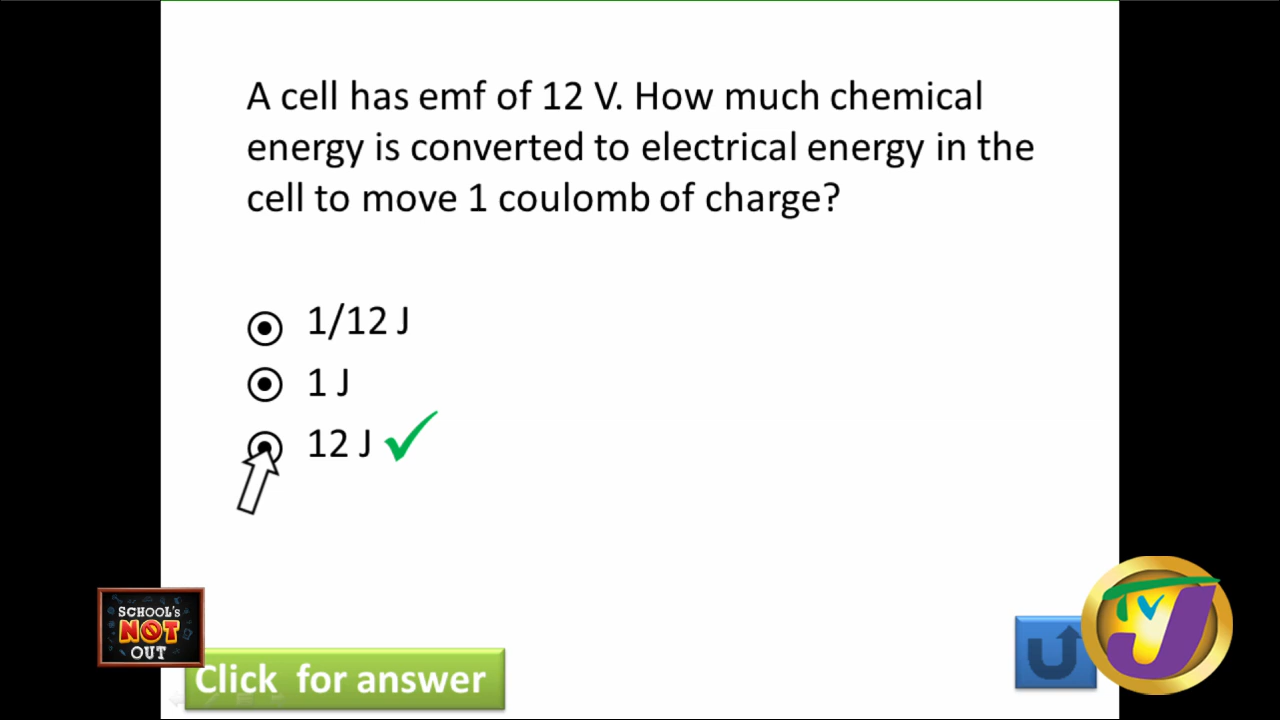 A cell has emf of 12 V. How much chemical
energy is converted to electrical energy in the
cell to move 1 coulomb of charge?
1/12 J
1 J
12 J
SCHOOL'S
NOT
OUT
Click for answer
TVJ